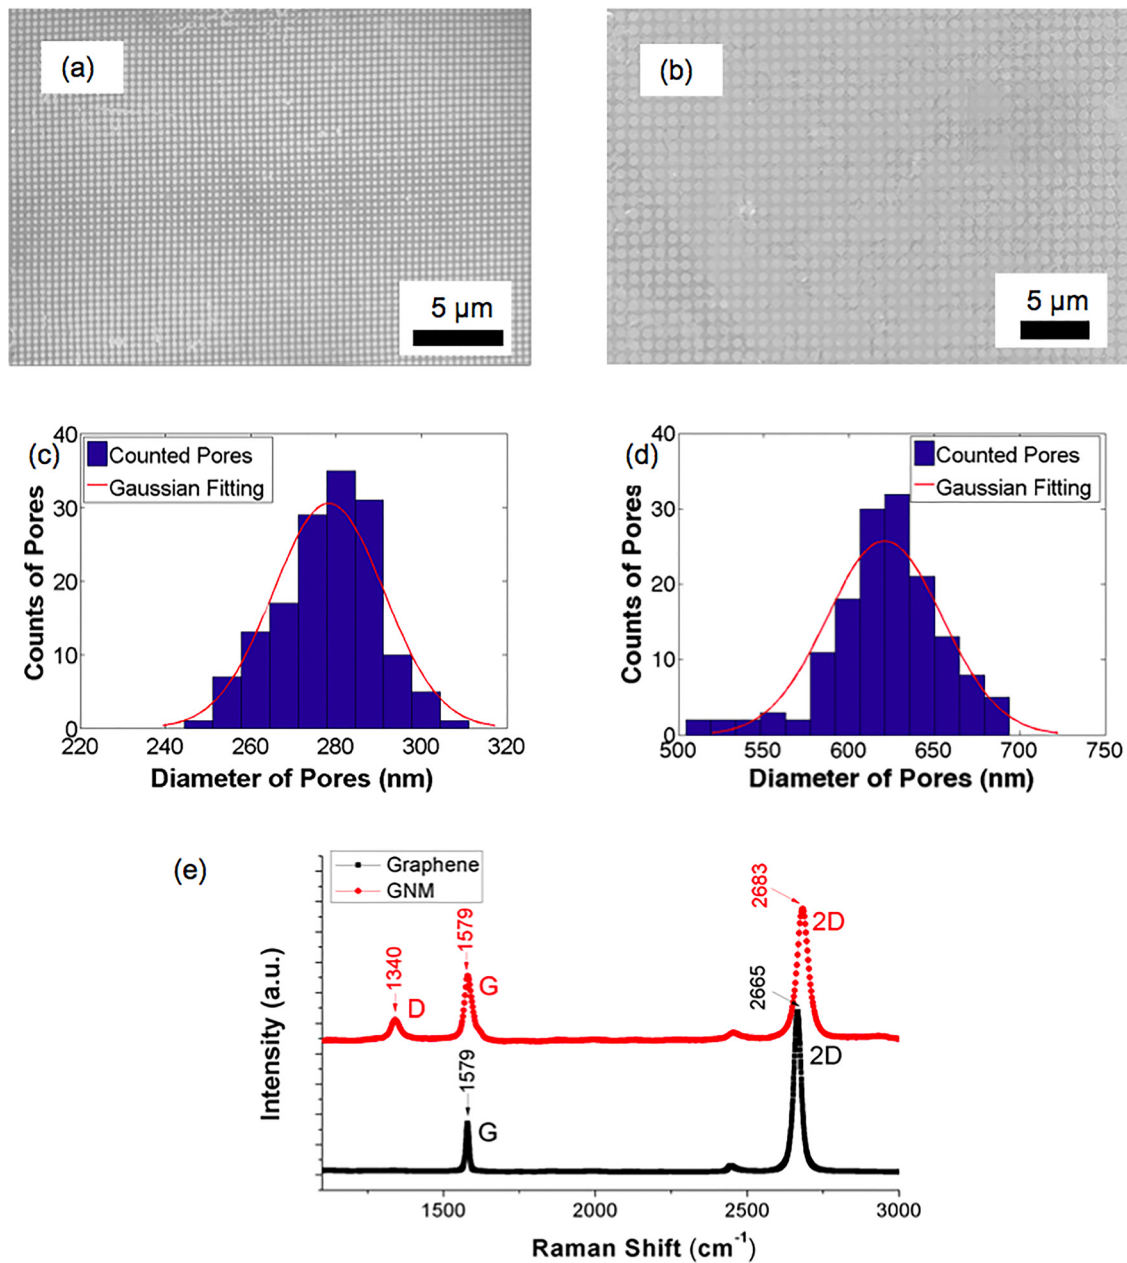 (a)
5 μm
(b)
5 μm
(c)
Counts of Pores
40
30
20
10
0
Counted Pores
Gaussian Fitting
220
240
260
280
300
320
Diameter of Pores (nm)
(d)
Counts of Pores
40
30
20
10
0
Counted Pores
Gaussian Fitting
500
550
600
650
700
750
Diameter of Pores (nm)
(e)
Graphene
GNM
Intensity (a.u.)
1340
D
1579
G
2683
2D
1579
G
2665
2D
1500
2000
2500
3000
Raman Shift (cm⁻¹)